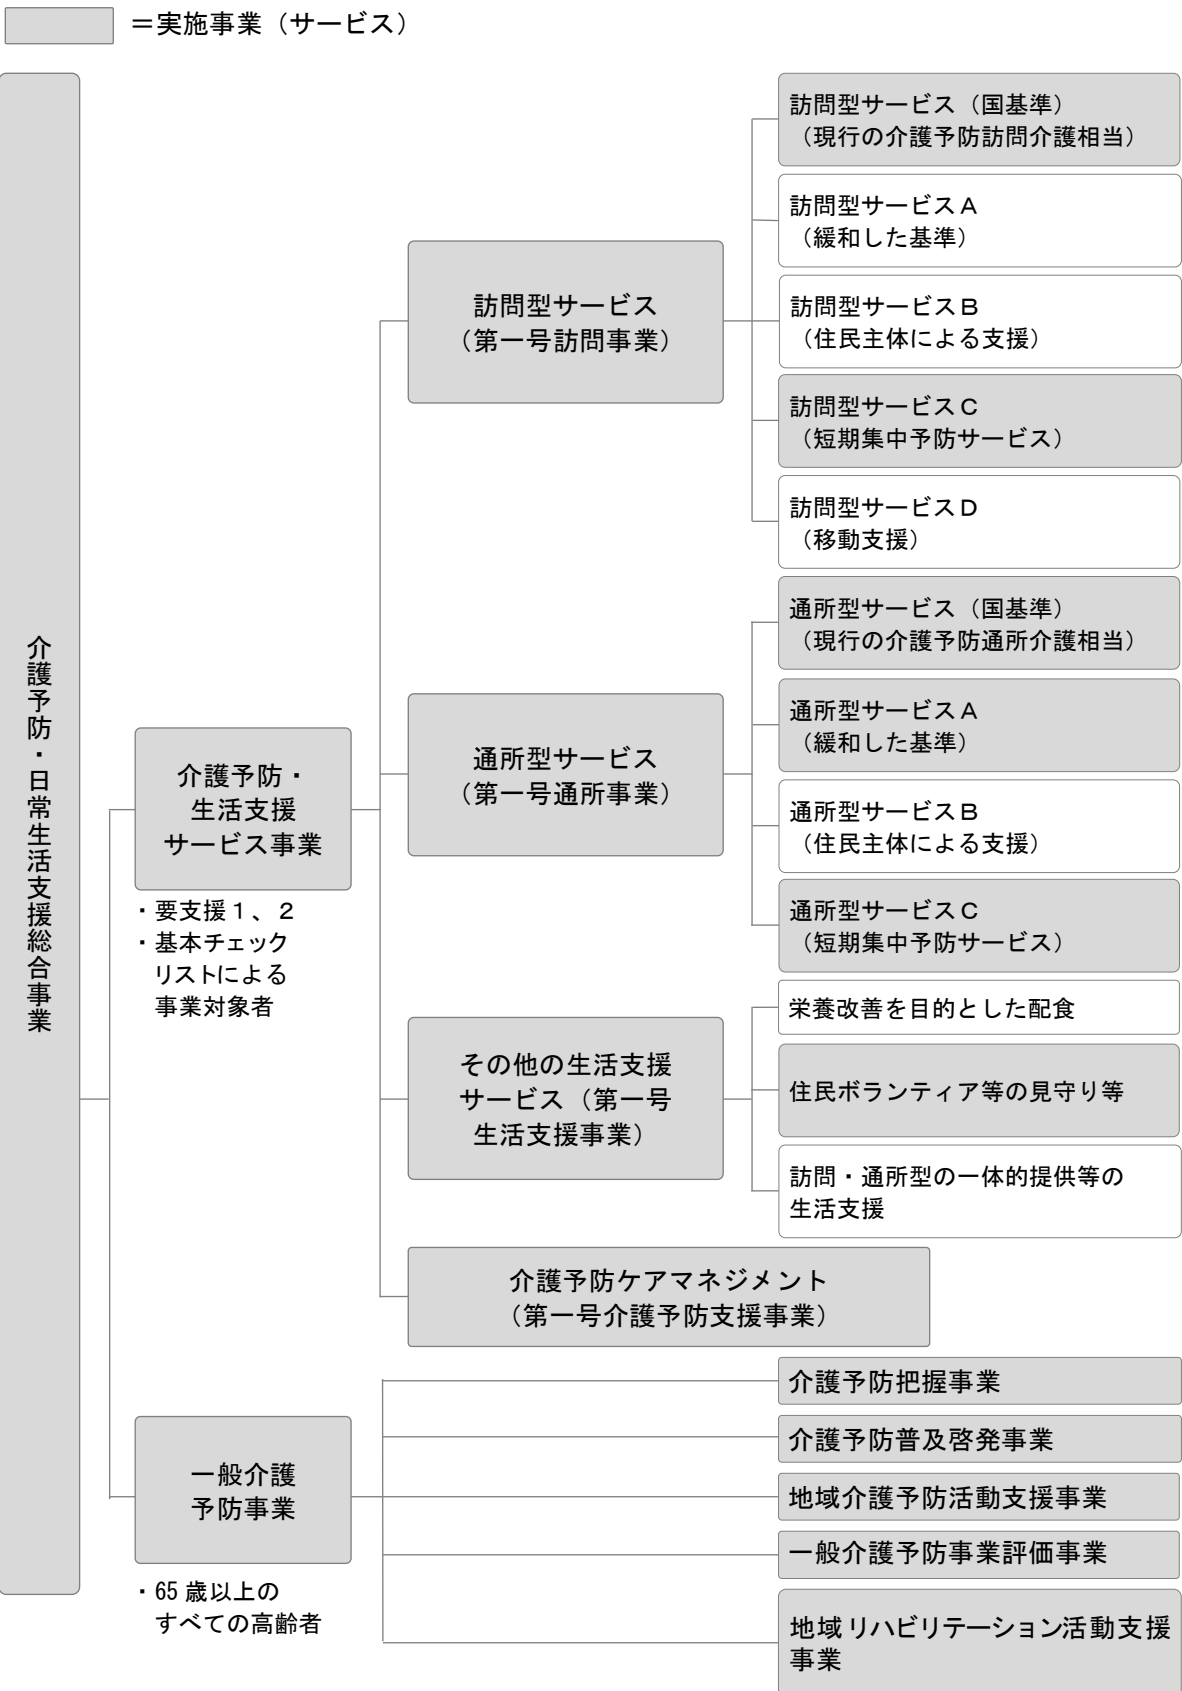 ＝実施事業（サービス）
介護予防・日常生活支援総合事業
介護予防・
生活支援
サービス事業
・要支援１、２
・基本チェック
リストによる
事業対象者
訪問型サービス
（第一号訪問事業）
訪問型サービス（国基準）
（現行の介護予防訪問介護相当）
訪問型サービスＡ
（緩和した基準）
訪問型サービスＢ
（住民主体による支援）
訪問型サービスＣ
（短期集中予防サービス）
訪問型サービスＤ
（移動支援）
通所型サービス
（第一号通所事業）
通所型サービス（国基準）
（現行の介護予防通所介護相当）
通所型サービスＡ
（緩和した基準）
通所型サービスＢ
（住民主体による支援）
通所型サービスＣ
（短期集中予防サービス）
その他の生活支援
サービス（第一号
生活支援事業）
栄養改善を目的とした配食
住民ボランティア等の見守り等
訪問・通所型の一体的提供等の
生活支援
介護予防ケアマネジメント
（第一号介護予防支援事業）
一般介護
予防事業
・65 歳以上の
すべての高齢者
介護予防把握事業
介護予防普及啓発事業
地域介護予防活動支援事業
一般介護予防事業評価事業
地域リハビリテーション活動支援
事業